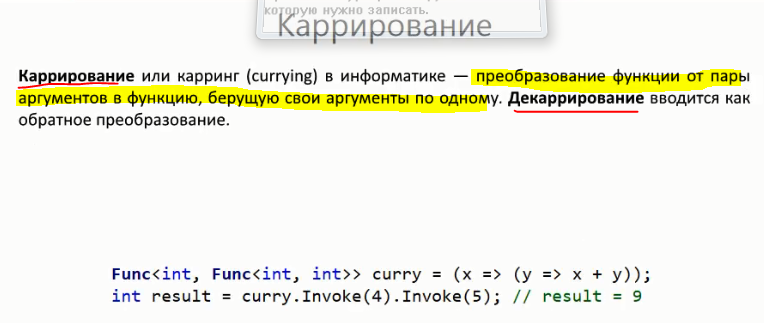 которую нужно записать.
Каррирование
Каррирование или карринг (currying) в информатике — преобразование функции от пары
аргументов в функцию, берущую свои аргументы по одному. Декаррирование вводится как
обратное преобразование.
Func<int, Func<int, int>> curry = (x => (y => x + y));
int result = curry.Invoke(4).Invoke(5); // result = 9